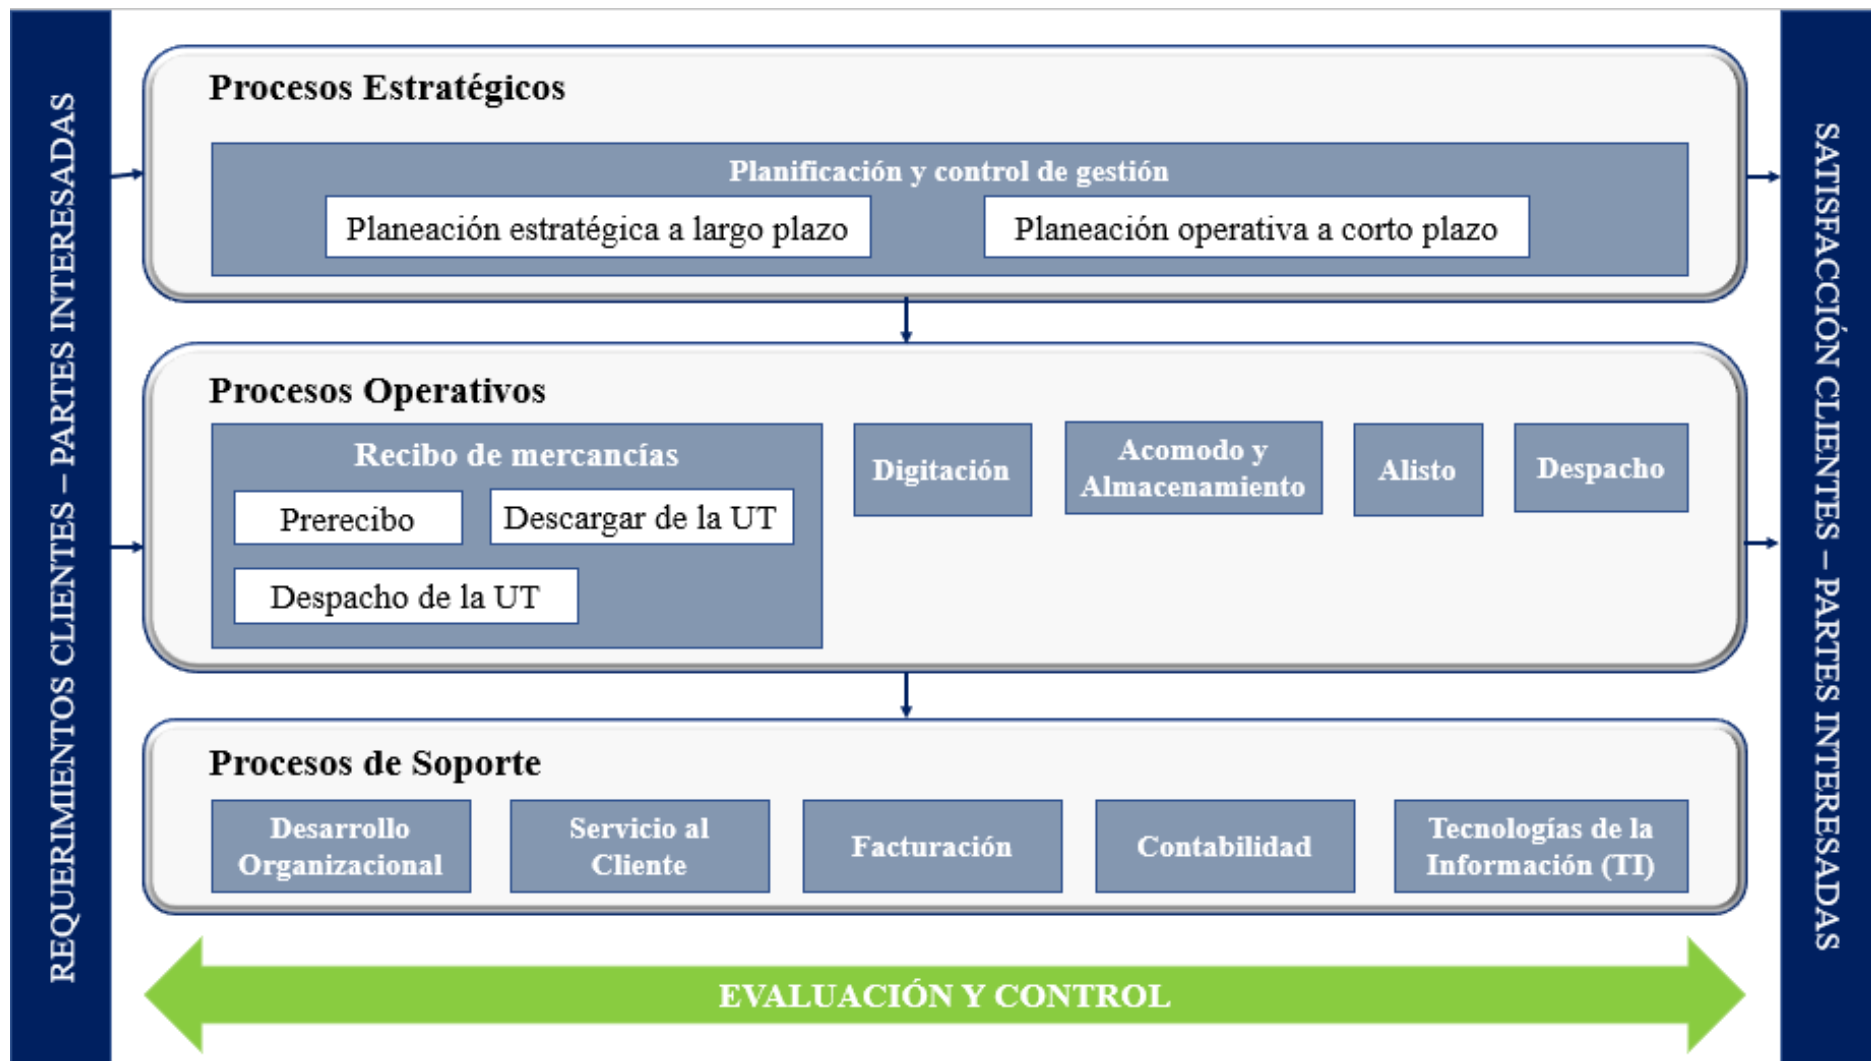 REQUERIMIENTOS CLIENTES – PARTES INTERESADAS
Procesos Estratégicos
Planificación y control de gestión
Planeación estratégica a largo plazo
Planeación operativa a corto plazo
Procesos Operativos
Recibo de mercancías
Prerecibo
Descargar de la UT
Despacho de la UT
Digitación
Acomodo y
Almacenamiento
Alisto
Despacho
Procesos de Soporte
Desarrollo
Organizacional
Servicio al
Cliente
Facturación
Contabilidad
Tecnologías de la
Información (TI)
EVALUACIÓN Y CONTROL
SATISFACCIÓN CLIENTES – PARTES INTERESADAS